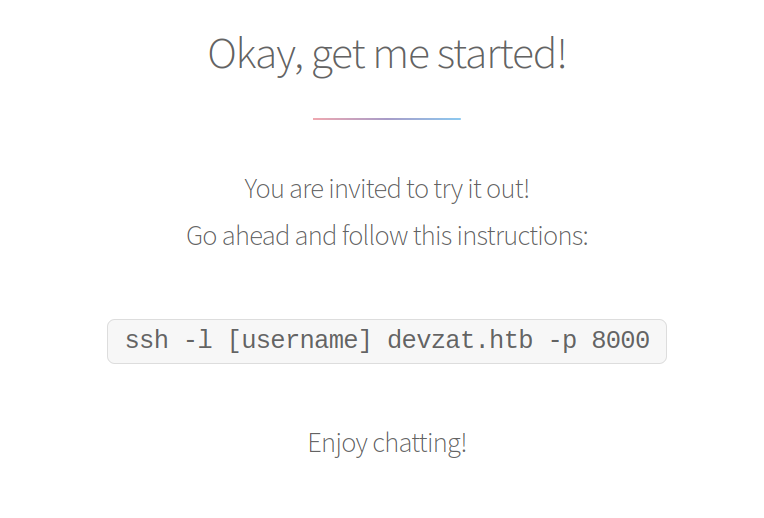 Okay, get me started!
You are invited to try it out!
Go ahead and follow this instructions:
ssh -l [username] devzat.htb -p 8000
Enjoy chatting!